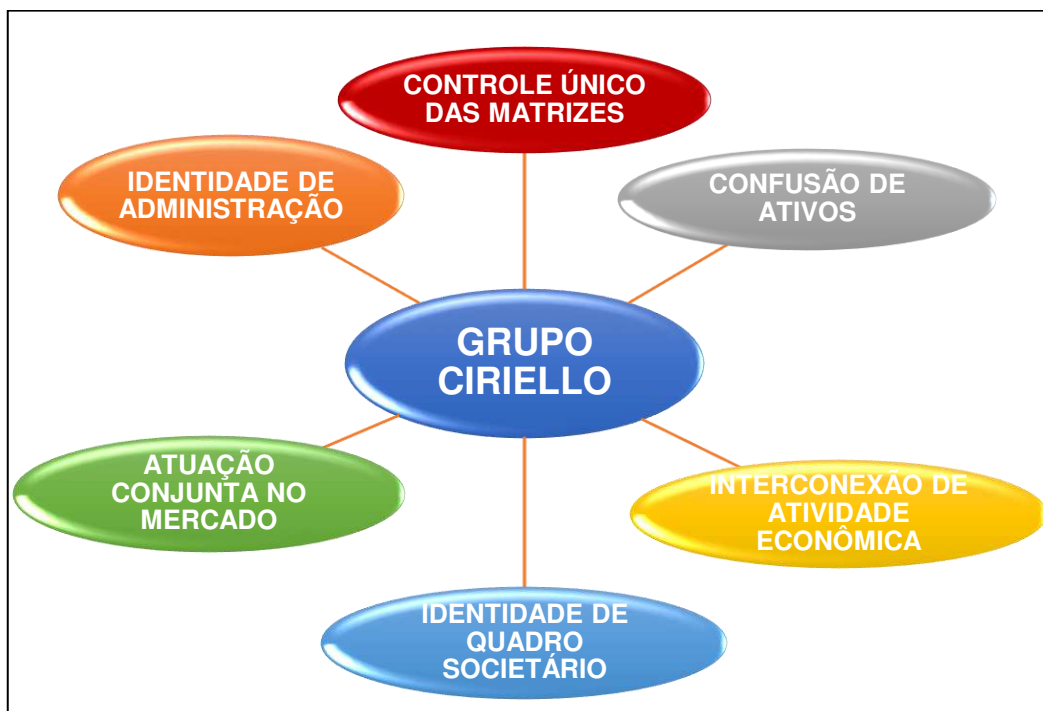 CONTROLE ÚNICO
DAS MATRIZES
IDENTIDADE DE
ADMINISTRAÇÃO
CONFUSÃO DE
ATIVOS
GRUPO
CIRIELLO
ATUAÇÃO
CONJUNTA NO
MERCADO
INTERCONEXÃO DE
ATIVIDADE
ECONÔMICA
IDENTIDADE DE
QUADRO
SOCIETÁRIO